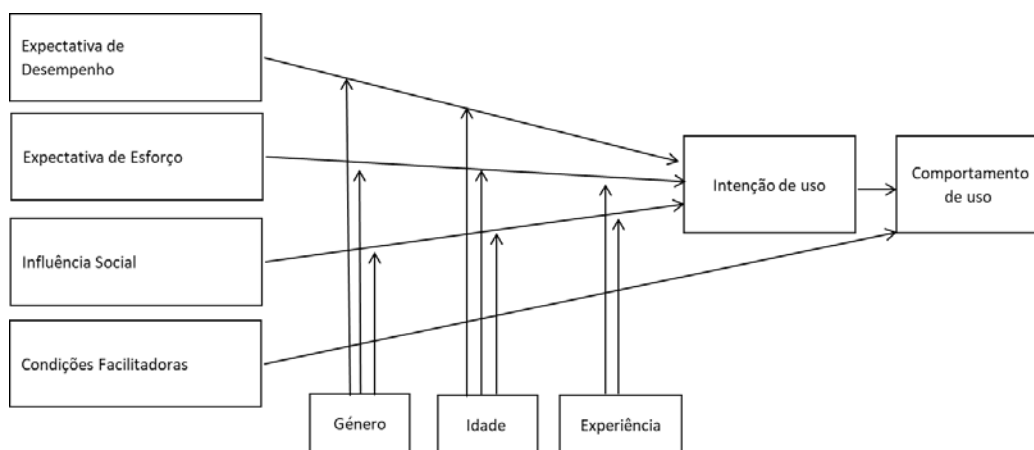 Expectativa de
Desempenho
Expectativa de Esforço
Influência Social
Condições Facilitadoras
Intenção de uso
Comportamento
de uso
Género
Idade
Experiência